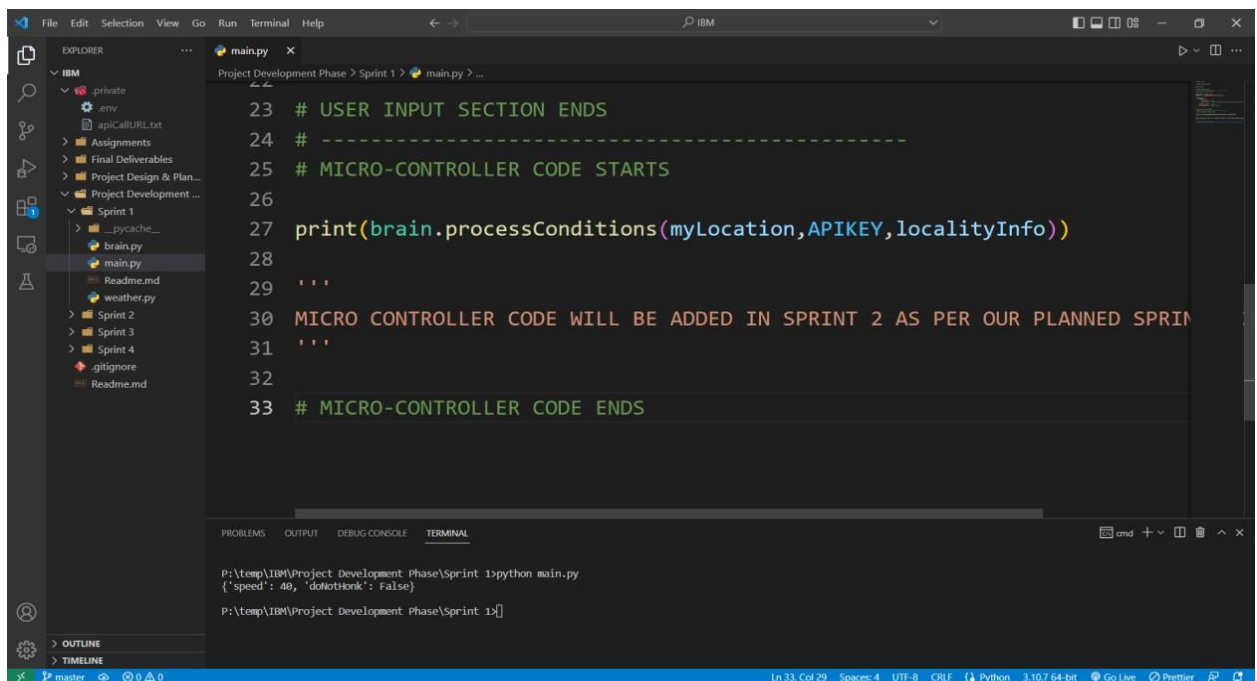 File Edit Selection View Go Run Terminal Help
IBM
EXPLORER
main.py
IBM
Project Development Phase > Sprint 1 > main.py > ...
.private
.env
apiCallURL.txt
Assignments
Final Deliverables
Project Design & Plan...
Project Development ...
Sprint 1
__pycache__
brain.py
main.py
Readme.md
weather.py
Sprint 2
Sprint 3
Sprint 4
.gitignore
Readme.md
22
23 # USER INPUT SECTION ENDS
24 # --------------------------------------------
25 # MICRO-CONTROLLER CODE STARTS
26
27 print(brain.processConditions(myLocation,APIKEY,localityInfo))
28
29 '''
30 MICRO CONTROLLER CODE WILL BE ADDED IN SPRINT 2 AS PER OUR PLANNED SPRIN
31 '''
32
33 # MICRO-CONTROLLER CODE ENDS
PROBLEMS OUTPUT DEBUG CONSOLE TERMINAL
cmd
P:\temp\IBM\Project Development Phase\Sprint 1>python main.py
{'speed': 40, 'doNotHonk': False}
P:\temp\IBM\Project Development Phase\Sprint 1>
OUTLINE
TIMELINE
master 0 0 Ln 33, Col 29 Spaces: 4 UTF-8 CRLF Python 3.10.7 64-bit Go Live Prettier